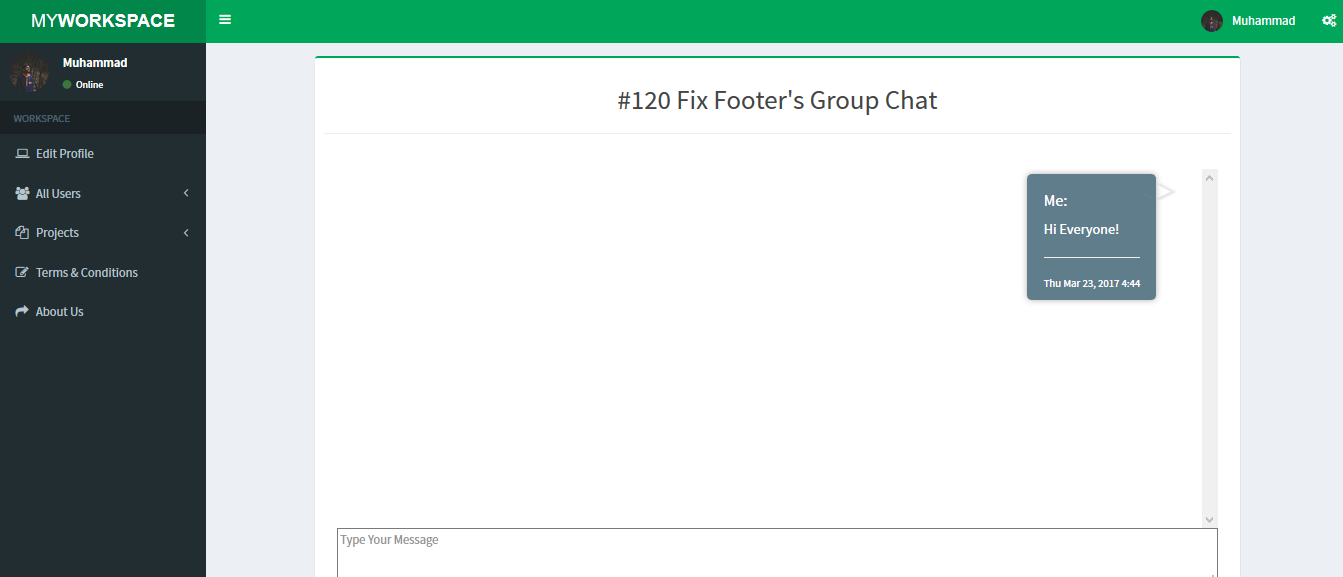 MYWORKSPACE
Muhammad
Muhammad
Online
WORKSPACE
Edit Profile
All Users
Projects
Terms & Conditions
About Us
#120 Fix Footer's Group Chat
Me:
Hi Everyone!
Thu Mar 23, 2017 4:44
Type Your Message